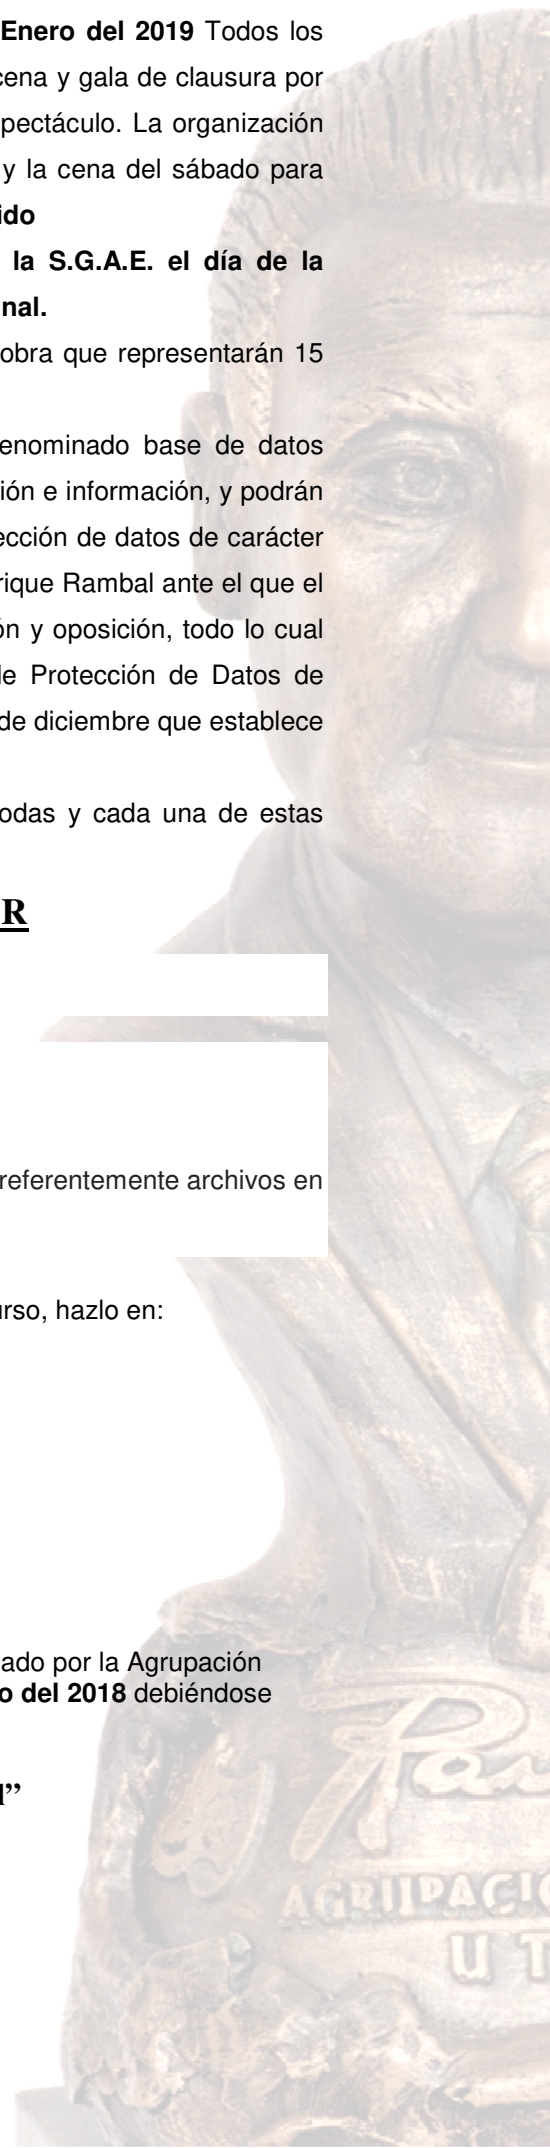 Enero del 2019 Todos los
cena y gala de clausura por
pectáculo. La organización
y la cena del sábado para
ido
la S.G.A.E. el día de la
nal.
obra que representarán 15
enominado base de datos
ión e información, y podrán
ección de datos de carácter
rique Rambal ante el que el
ón y oposición, todo lo cual
de Protección de Datos de
de diciembre que establece
odas y cada una de estas
R
referentemente archivos en
urso, hazlo en:
ado por la Agrupación
o del 2018 debiéndose
l”
AGRUPACIÓ
U T